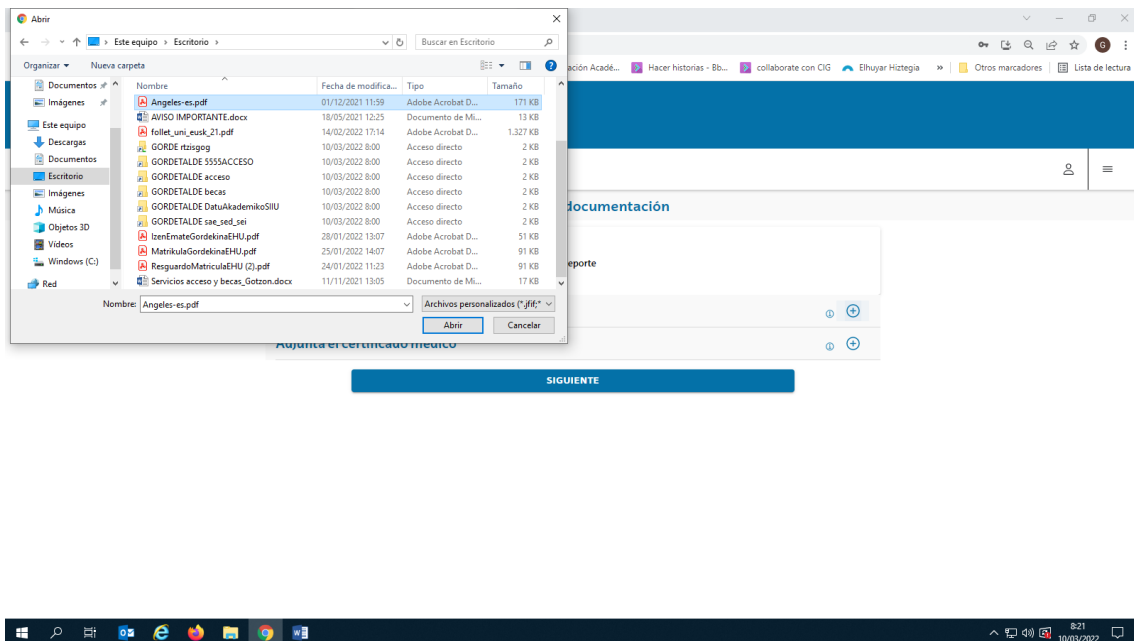 Abrir
Este equipo > Escritorio >
Buscar en Escritorio
Organizar
Nueva carpeta
ación Acadé...
Hacer historias - Bb...
collaborate con CIG
Elhuyar Hiztegia
»
Otros marcadores
Lista de lectura
G
Documentos
Imágenes
Este equipo
Descargas
Documentos
Escritorio
Imágenes
Música
Objetos 3D
Vídeos
Windows (C:)
Red
Nombre Fecha de modifica... Tipo Tamaño
Angeles-es.pdf 01/12/2021 11:59 Adobe Acrobat D... 171 KB
AVISO IMPORTANTE.docx 18/05/2021 12:25 Documento de Mi... 13 KB
follet_uni_eusk_21.pdf 14/02/2022 17:14 Adobe Acrobat D... 1.327 KB
GORDE rtzisgog 10/03/2022 8:00 Acceso directo 2 KB
GORDETALDE 5555ACCESO 10/03/2022 8:00 Acceso directo 2 KB
GORDETALDE acceso 10/03/2022 8:00 Acceso directo 2 KB
GORDETALDE becas 10/03/2022 8:00 Acceso directo 2 KB
GORDETALDE DatuAkademikoSIIU 10/03/2022 8:00 Acceso directo 2 KB
GORDETALDE sae_sed_sei 10/03/2022 8:00 Acceso directo 2 KB
IzenEmateGordekinaEHU.pdf 28/01/2022 13:07 Adobe Acrobat D... 51 KB
MatrikulaGordekinaEHU.pdf 25/01/2022 14:07 Adobe Acrobat D... 91 KB
ResguardoMatriculaEHU (2).pdf 24/01/2022 11:23 Adobe Acrobat D... 91 KB
Servicios acceso y becas_Gotzon.docx 11/11/2021 13:05 Documento de Mi... 17 KB
Nombre: Angeles-es.pdf
Archivos personalizados (*.jfif;*
Abrir
Cancelar
documentación
eporte
Adjunta el certificado médico
SIGUIENTE
8:21
10/03/2022